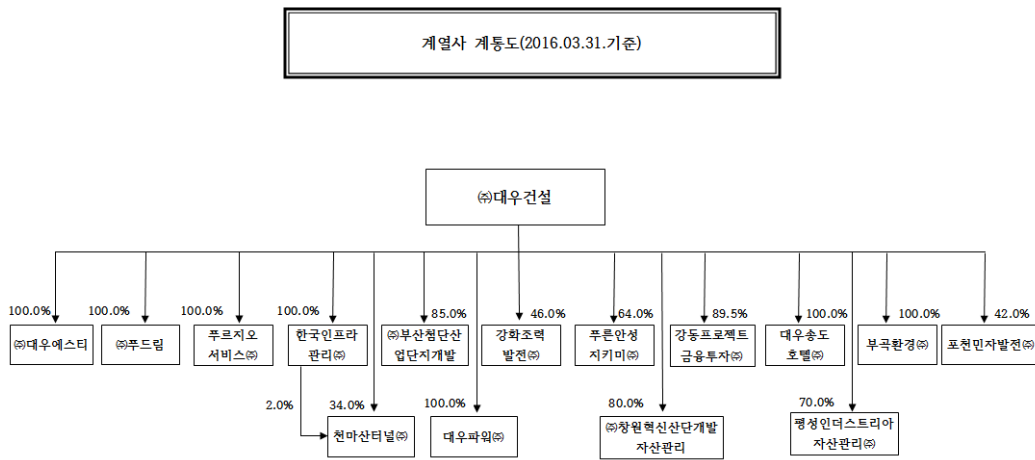 계열사 계통도(2016.03.31.기준)
㈜대우건설
100.0%
100.0%
100.0%
100.0%
85.0%
46.0%
64.0%
89.5%
100.0%
100.0%
42.0%
㈜대우에스티
㈜푸드림
푸르지오
서비스㈜
한국인프라
관리㈜
㈜부산첨단산
업단지개발
강화조력
발전㈜
푸른안성
지키미㈜
강동프로젝트
금융투자㈜
대우송도
호텔㈜
부곡환경㈜
포천민자발전㈜
2.0%
34.0%
100.0%
80.0%
70.0%
천마산터널㈜
대우파워㈜
㈜창원혁신산단개발
자산관리
평성인더스트리아
자산관리㈜